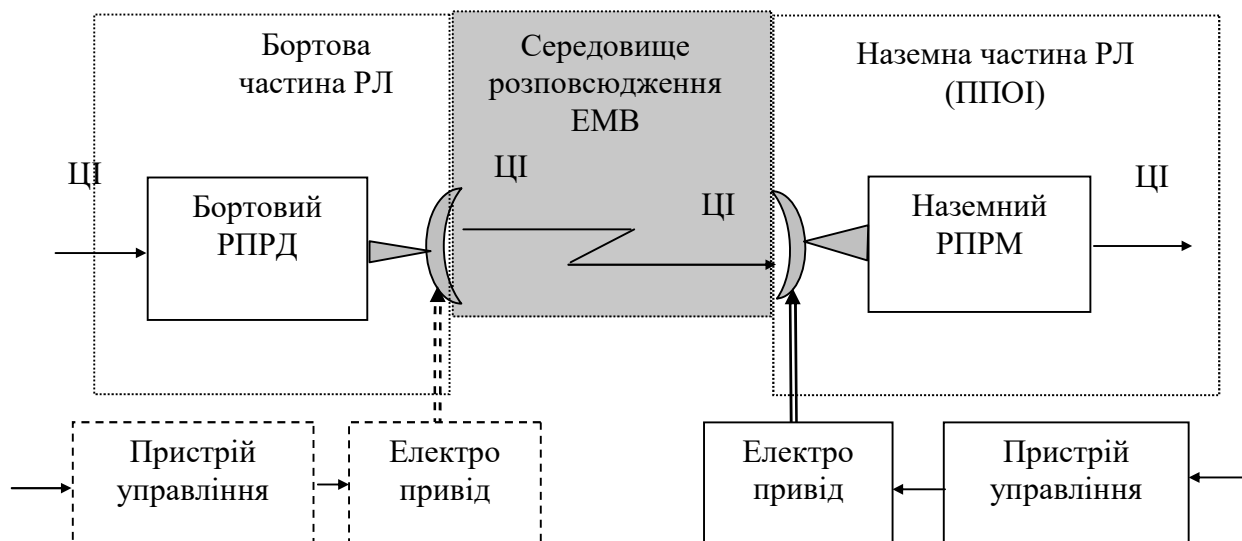 Бортова
частина РЛ
Середовище
розповсюдження
ЕМВ
Наземна частина РЛ
(ППОІ)
ЦІ
Бортовий
РПРД
ЦІ
ЦІ
Наземний
РПРМ
ЦІ
Пристрій
управління
Електро
привід
Електро
привід
Пристрій
управління